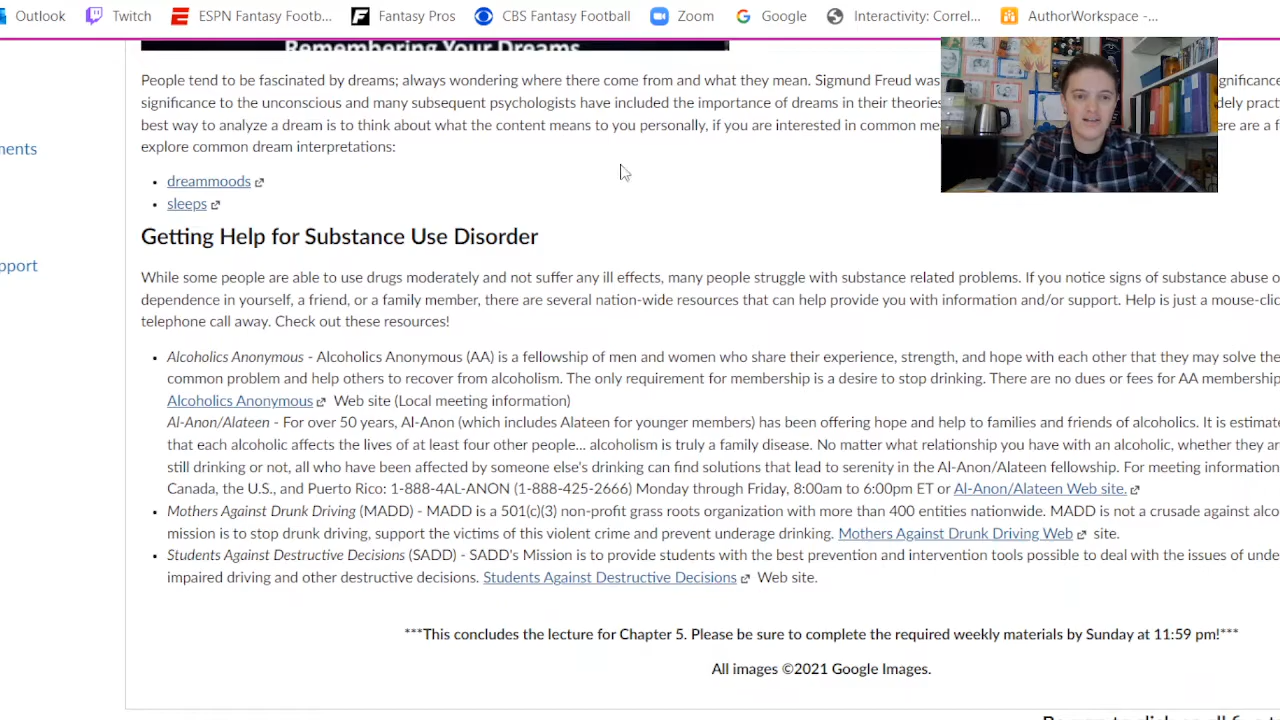 Outlook Twitch ESPN Fantasy Footb... Fantasy Pros CBS Fantasy Football Zoom Google Interactivity: Correl... AuthorWorkspace -...
Remembering Your Dreams
People tend to be fascinated by dreams; always wondering where there come from and what they mean. Sigmund Freud was
significance to the unconscious and many subsequent psychologists have included the importance of dreams in their theories
best way to analyze a dream is to think about what the content means to you personally, if you are interested in common me
explore common dream interpretations:
• dreammoods
• sleeps
Getting Help for Substance Use Disorder
While some people are able to use drugs moderately and not suffer any ill effects, many people struggle with substance related problems. If you notice signs of substance abuse o
dependence in yourself, a friend, or a family member, there are several nation-wide resources that can help provide you with information and/or support. Help is just a mouse-clic
telephone call away. Check out these resources!
• Alcoholics Anonymous - Alcoholics Anonymous (AA) is a fellowship of men and women who share their experience, strength, and hope with each other that they may solve the
common problem and help others to recover from alcoholism. The only requirement for membership is a desire to stop drinking. There are no dues or fees for AA membership
Alcoholics Anonymous Web site (Local meeting information)
Al-Anon/Alateen - For over 50 years, Al-Anon (which includes Alateen for younger members) has been offering hope and help to families and friends of alcoholics. It is estimate
that each alcoholic affects the lives of at least four other people... alcoholism is truly a family disease. No matter what relationship you have with an alcoholic, whether they ar
still drinking or not, all who have been affected by someone else's drinking can find solutions that lead to serenity in the Al-Anon/Alateen fellowship. For meeting information
Canada, the U.S., and Puerto Rico: 1-888-4AL-ANON (1-888-425-2666) Monday through Friday, 8:00am to 6:00pm ET or Al-Anon/Alateen Web site.
• Mothers Against Drunk Driving (MADD) - MADD is a 501(c)(3) non-profit grass roots organization with more than 400 entities nationwide. MADD is not a crusade against alco
mission is to stop drunk driving, support the victims of this violent crime and prevent underage drinking. Mothers Against Drunk Driving Web site.
• Students Against Destructive Decisions (SADD) - SADD's Mission is to provide students with the best prevention and intervention tools possible to deal with the issues of unde
impaired driving and other destructive decisions. Students Against Destructive Decisions Web site.
***This concludes the lecture for Chapter 5. Please be sure to complete the required weekly materials by Sunday at 11:59 pm!***
All images ©2021 Google Images.